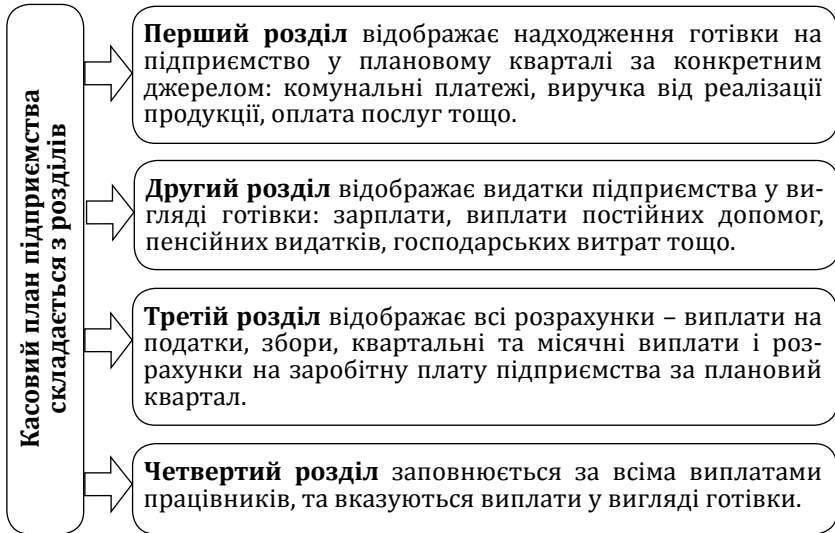 Касовий план підприємства
складається з розділів
Перший розділ відображає надходження готівки на
підприємство у плановому кварталі за конкретним
джерелом: комунальні платежі, виручка від реалізації
продукції, оплата послуг тощо.
Другий розділ відображає видатки підприємства у ви-
гляді готівки: зарплати, виплати постійних допомог,
пенсійних видатків, господарських витрат тощо.
Третій розділ відображає всі розрахунки – виплати на
податки, збори, квартальні та місячні виплати і роз-
рахунки на заробітну плату підприємства за плановий
квартал.
Четвертий розділ заповнюється за всіма виплатами
працівників, та вказуються виплати у вигляді готівки.